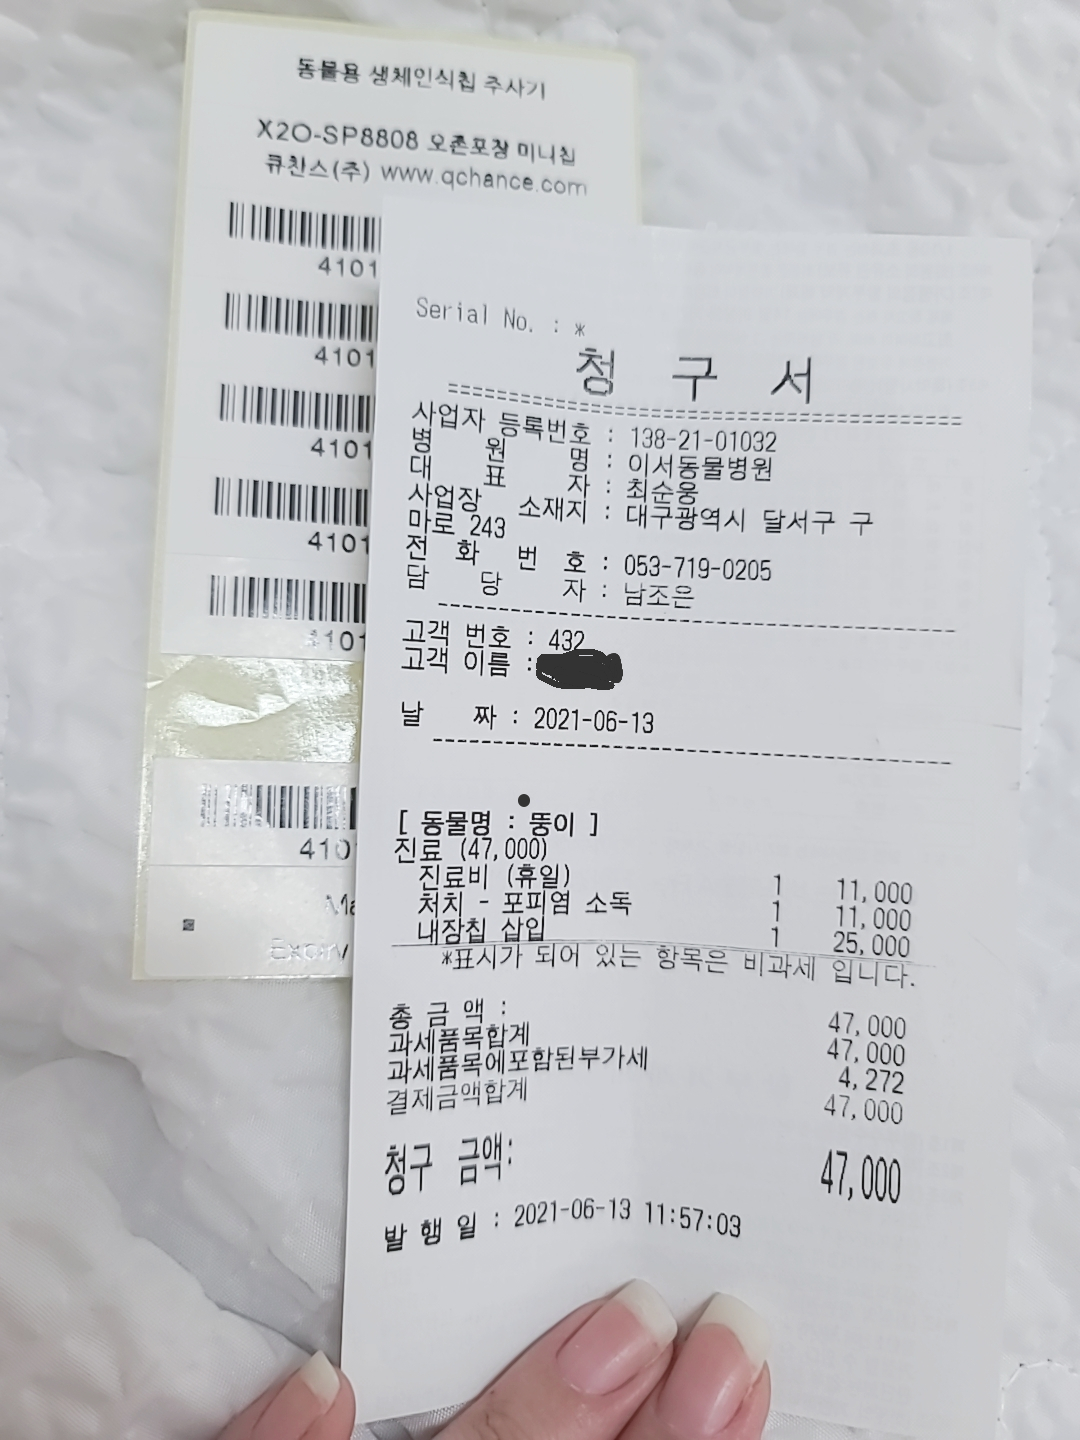 동물용 생체인식칩 주사기
X2O-SP8808 오존포장 미니칩
큐찬스(주) www.qchance.com
4101
4101
4101
4101
4101
410
Ma
Expiry
Serial No. : *
청 구 서
사업자 등록번호 : 138-21-01032
병 원 명 : 이서동물병원
대 표 자 : 최순웅
사업장 소재지 : 대구광역시 달서구 구
마로 243
전 화 번 호 : 053-719-0205
담 당 자 : 남조은
고객 번호 : 432
고객 이름 :
날 짜 : 2021-06-13
[ 동물명 : 뚱이 ]
진료 (47,000)
진료비 (휴일) 1 11,000
처치 - 포피염 소독 1 11,000
내장칩 삽입 1 25,000
*표시가 되어 있는 항목은 비과세 입니다.
총 금 액 : 47,000
과세품목합계 47,000
과세품목에포함된부가세 4,272
결제금액합계 47,000
청구 금액: 47,000
발 행 일 : 2021-06-13 11:57:03